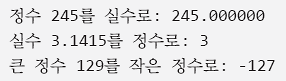 정수 245를 실수로: 245.000000
실수 3.1415를 정수로: 3
큰 정수 129를 작은 정수로: -127